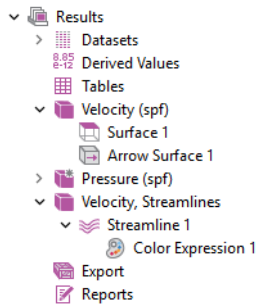 Results
Datasets
8.85
e-12
Derived Values
Tables
Velocity (spf)
Surface 1
Arrow Surface 1
Pressure (spf)
Velocity, Streamlines
Streamline 1
Color Expression 1
Export
Reports